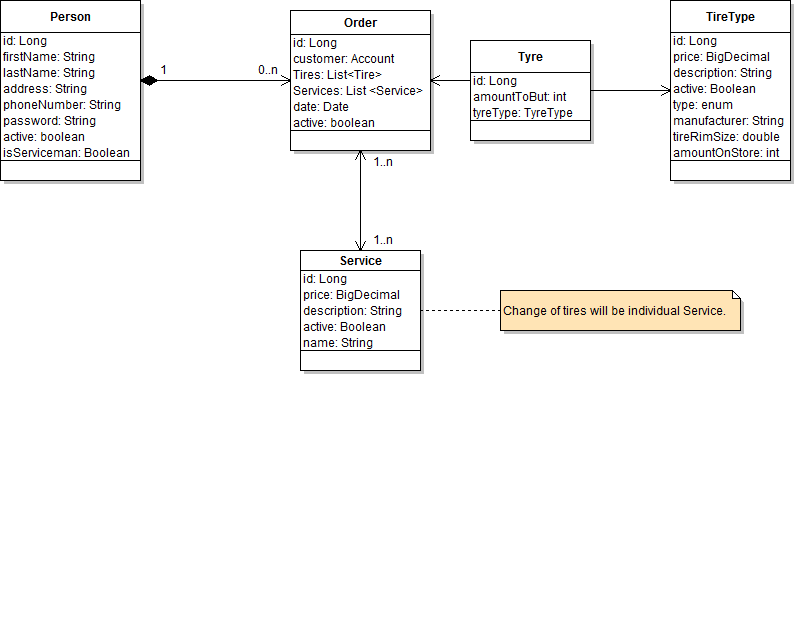 Person
id: Long
firstName: String
lastName: String
address: String
phoneNumber: String
password: String
active: boolean
isServiceman: Boolean
1
0..n
Order
id: Long
customer: Account
Tires: List<Tire>
Services: List <Service>
date: Date
active: boolean
Tyre
id: Long
amountToBut: int
tyreType: TyreType
TireType
id: Long
price: BigDecimal
description: String
active: Boolean
type: enum
manufacturer: String
tireRimSize: double
amountOnStore: int
1..n
1..n
Service
id: Long
price: BigDecimal
description: String
active: Boolean
name: String
Change of tires will be individual Service.